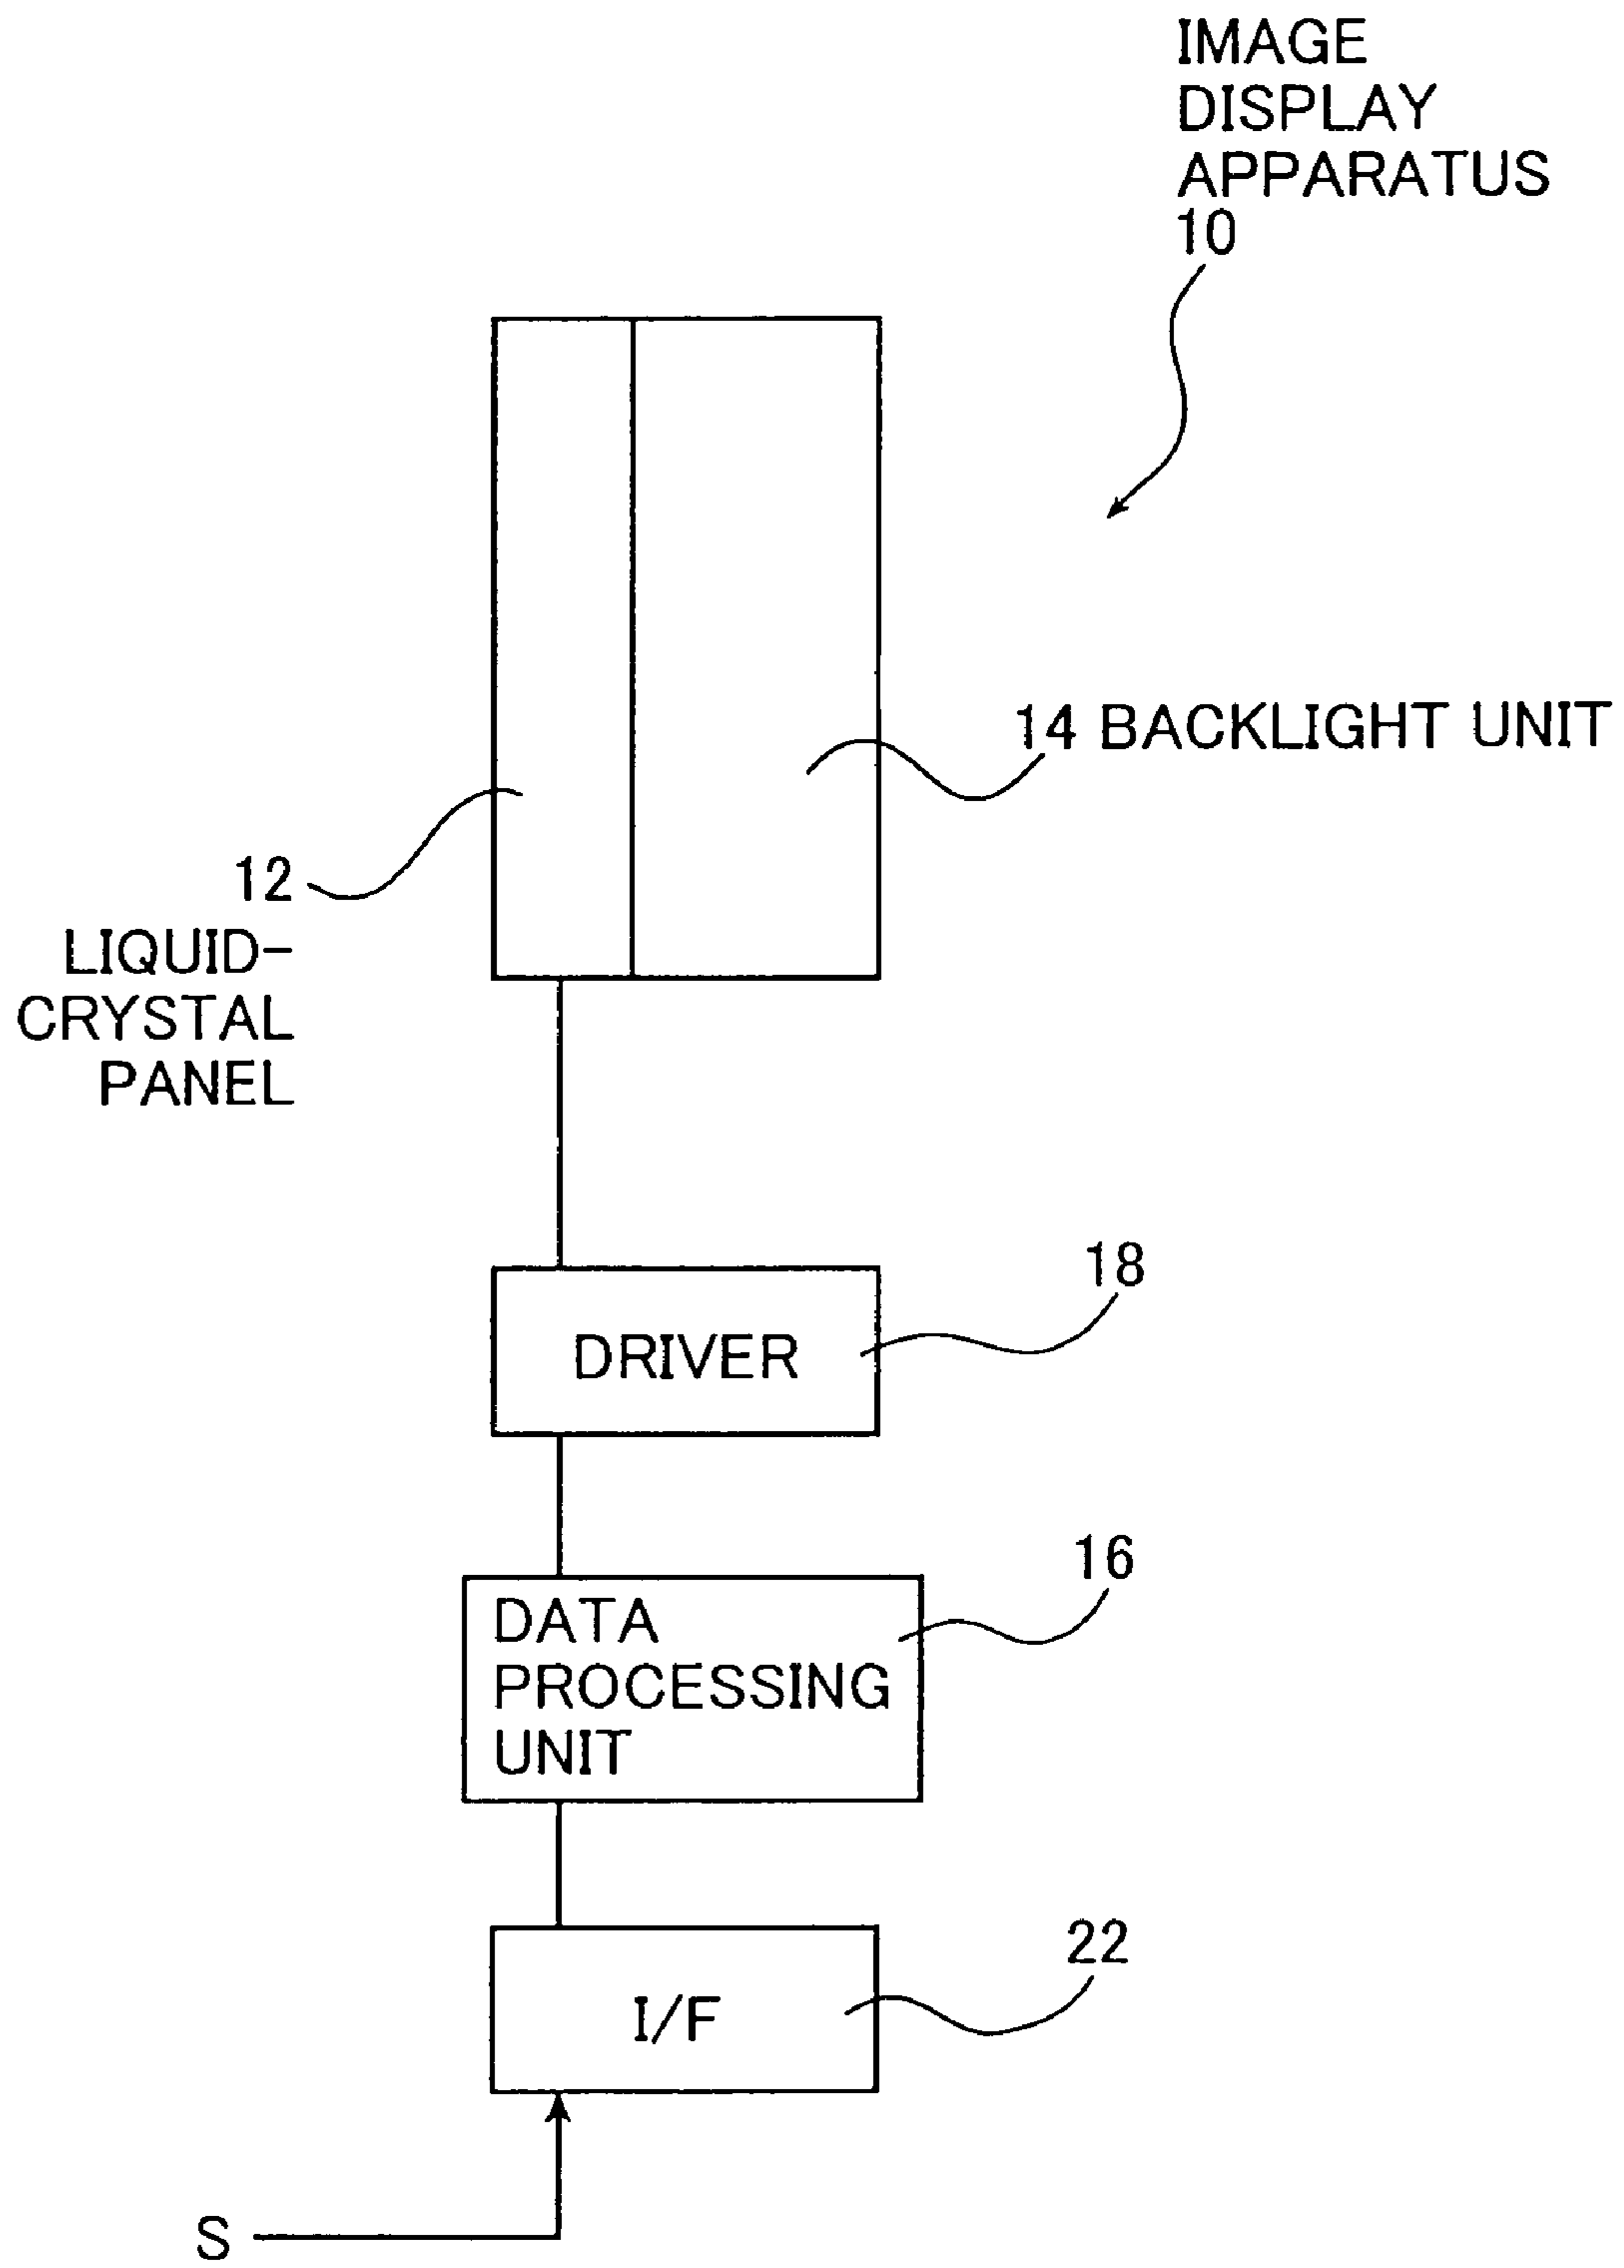 IMAGE
DISPLAY
APPARATUS
10
14 BACKLIGHT UNIT
12
LIQUID-
CRYSTAL
PANEL
18
DRIVER
16
DATA
PROCESSING
UNIT
22
I/F
S